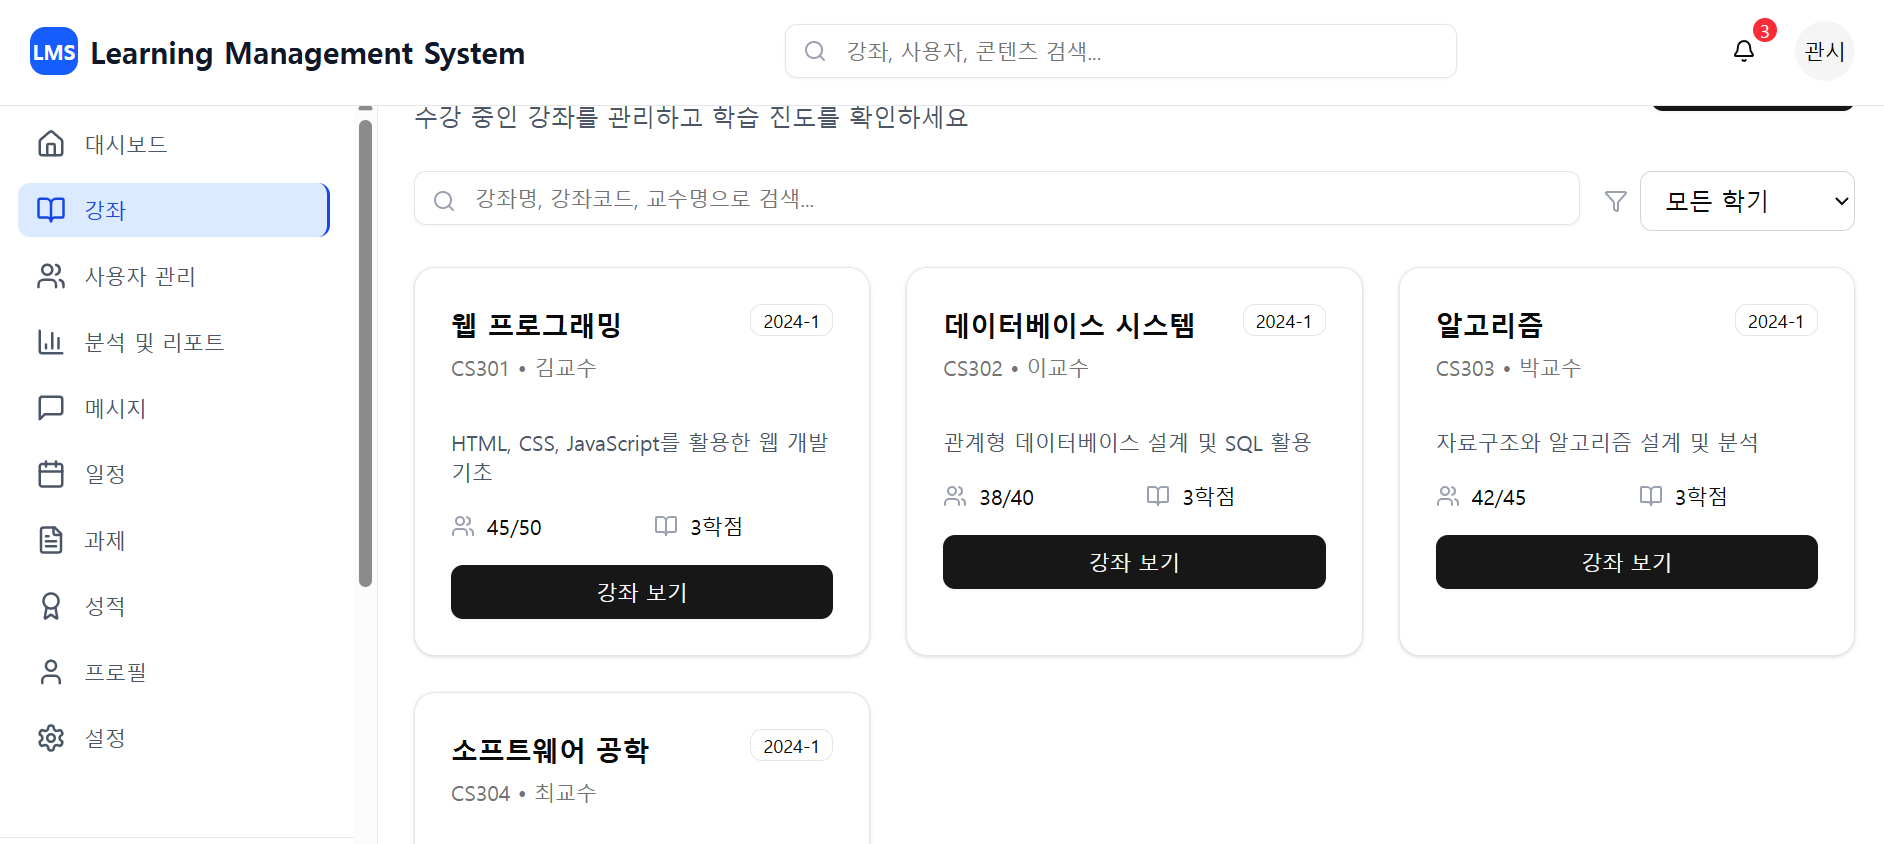 LMS Learning Management System
강좌, 사용자, 콘텐츠 검색...
3
관시
대시보드
강좌
사용자 관리
분석 및 리포트
메시지
일정
과제
성적
프로필
설정
수강 중인 강좌를 관리하고 학습 진도를 확인하세요
강좌명, 강좌코드, 교수명으로 검색...
모든 학기
웹 프로그래밍
2024-1
CS301 • 김교수
HTML, CSS, JavaScript를 활용한 웹 개발
기초
45/50
3학점
강좌 보기
데이터베이스 시스템
2024-1
CS302 • 이교수
관계형 데이터베이스 설계 및 SQL 활용
38/40
3학점
강좌 보기
알고리즘
2024-1
CS303 • 박교수
자료구조와 알고리즘 설계 및 분석
42/45
3학점
강좌 보기
소프트웨어 공학
2024-1
CS304 • 최교수